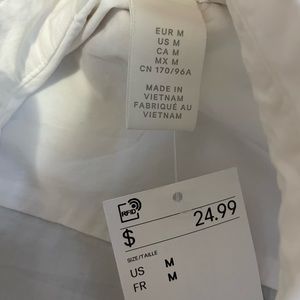 EUR M
US M
CA M
MX M
CN 170/96A
MADE IN
VIETNAM
FABRIQUÉ AU
VIETNAM
RFID
$ 24.99
SIZE/TAILLE
US M
FR M